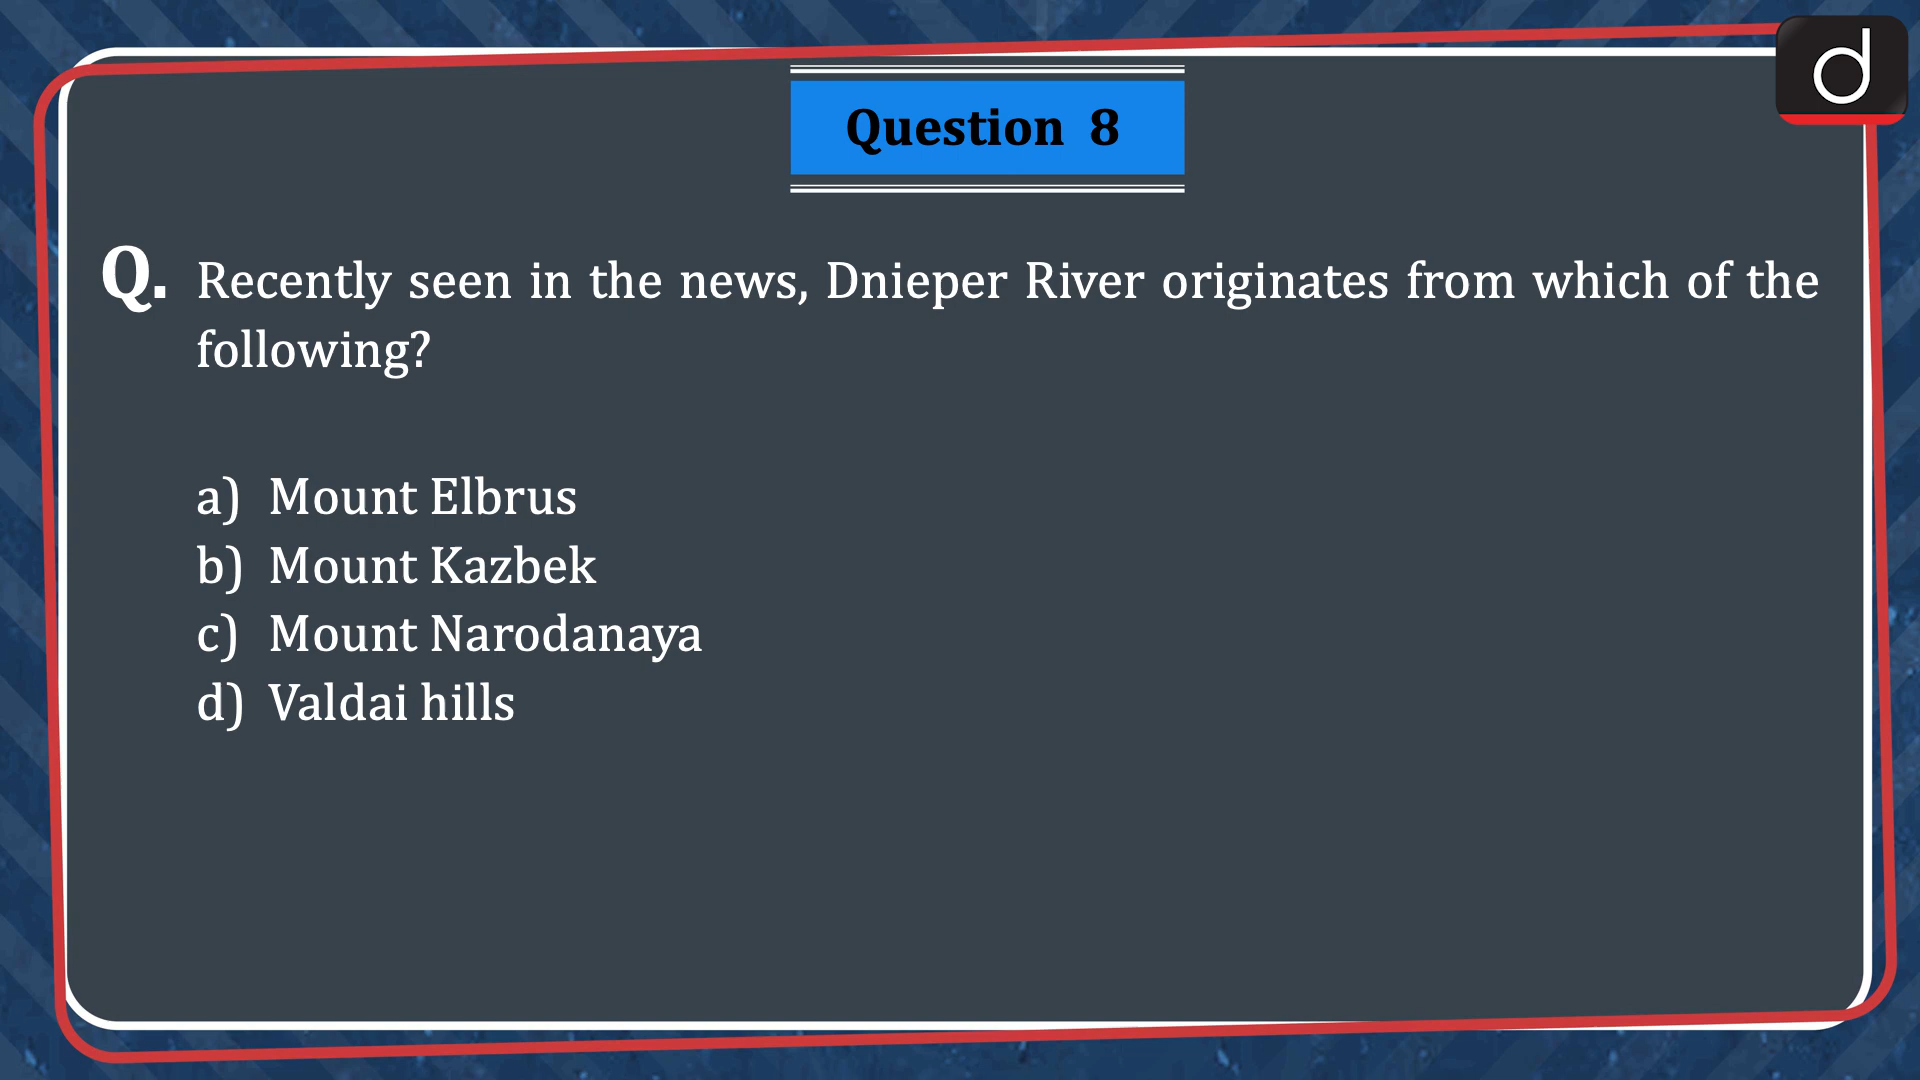 d
Question 8
Q. Recently seen in the news, Dnieper River originates from which of the
following?
a) Mount Elbrus
b) Mount Kazbek
c) Mount Narodanaya
d) Valdai hills